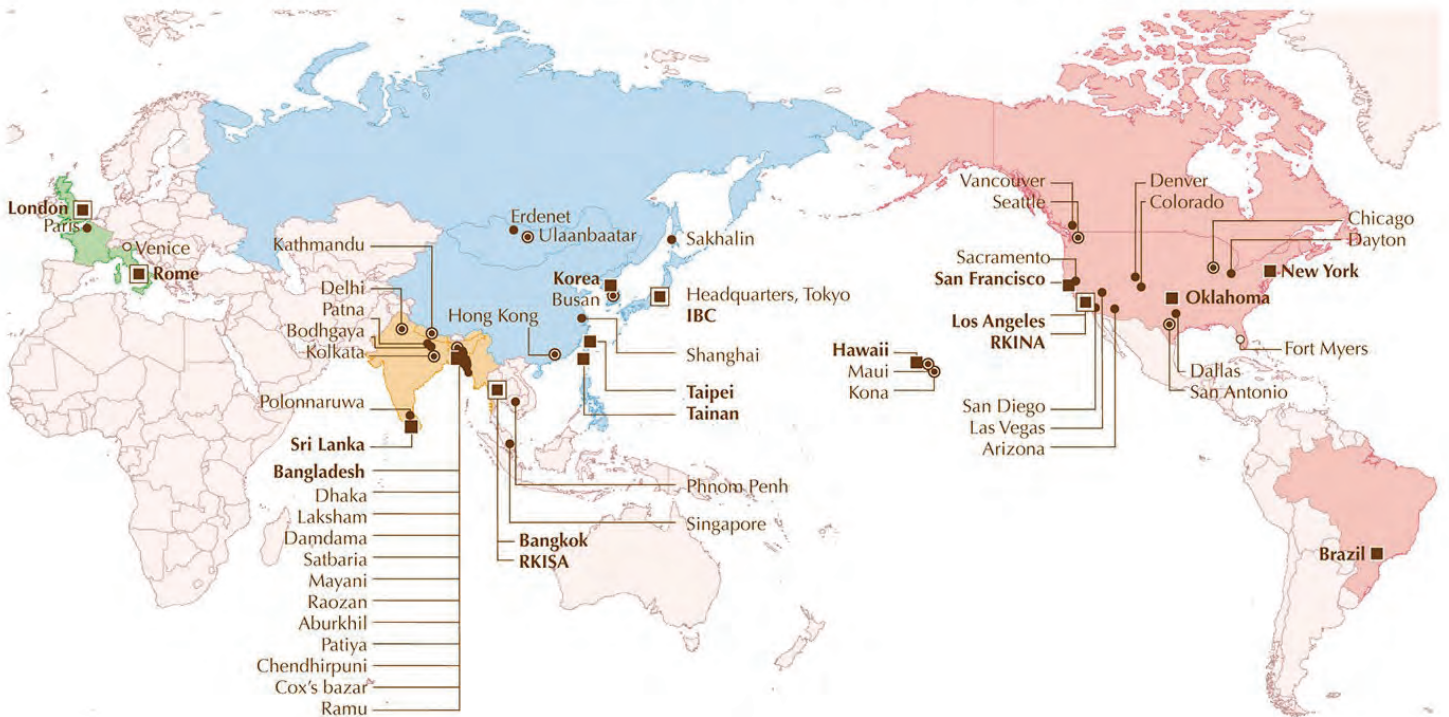 London
Paris
Venice
Rome
Kathmandu
Delhi
Patna
Bodhgaya
Kolkata
Polonnaruwa
Sri Lanka
Bangladesh
Dhaka
Laksham
Damdama
Satbaria
Mayani
Raozan
Aburkhil
Patiya
Chendhirpuni
Cox's bazar
Ramu
Erdenet
Ulaanbaatar
Sakhalin
Korea
Busan
Headquarters, Tokyo
IBC
Hong Kong
Shanghai
Taipei
Tainan
Phnom Penh
Singapore
Bangkok
RKISA
Hawaii
Maui
Kona
Vancouver
Seattle
Sacramento
San Francisco
Los Angeles
RKINA
San Diego
Las Vegas
Arizona
Denver
Colorado
Chicago
Dayton
New York
Oklahoma
Fort Myers
Dallas
San Antonio
Brazil